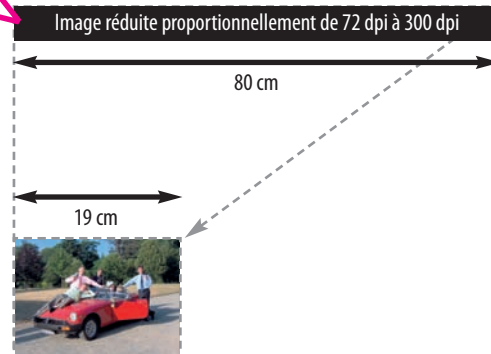 Image réduite proportionnellement de 72 dpi à 300 dpi
80 cm
19 cm